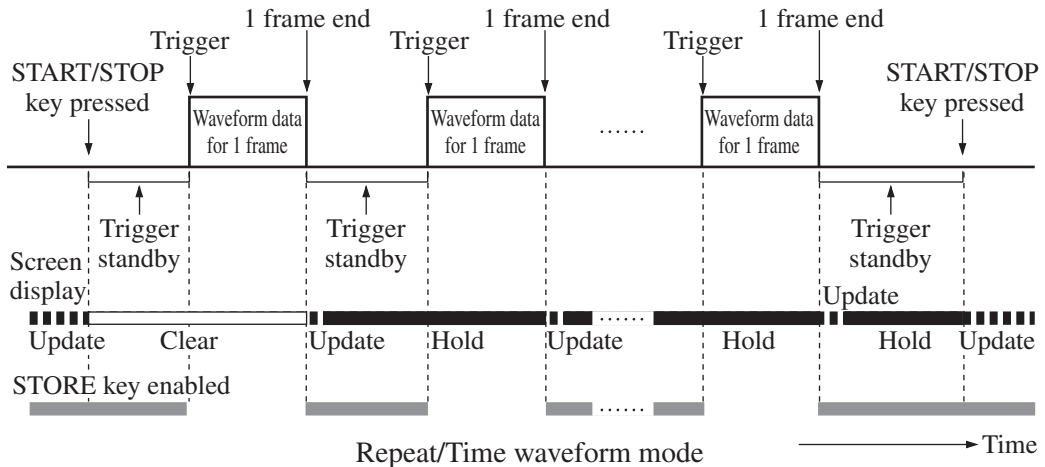 1 frame end
1 frame end
1 frame end
Trigger
Trigger
Trigger
START/STOP
key pressed
START/STOP
key pressed
Waveform data
for 1 frame
Waveform data
for 1 frame
......
Waveform data
for 1 frame
Trigger
standby
Trigger
standby
Trigger
standby
Screen
display
Update
......
Update
Clear
Update
Hold
Update
Hold
Hold
Update
STORE key enabled
......
Repeat/Time waveform mode
Time